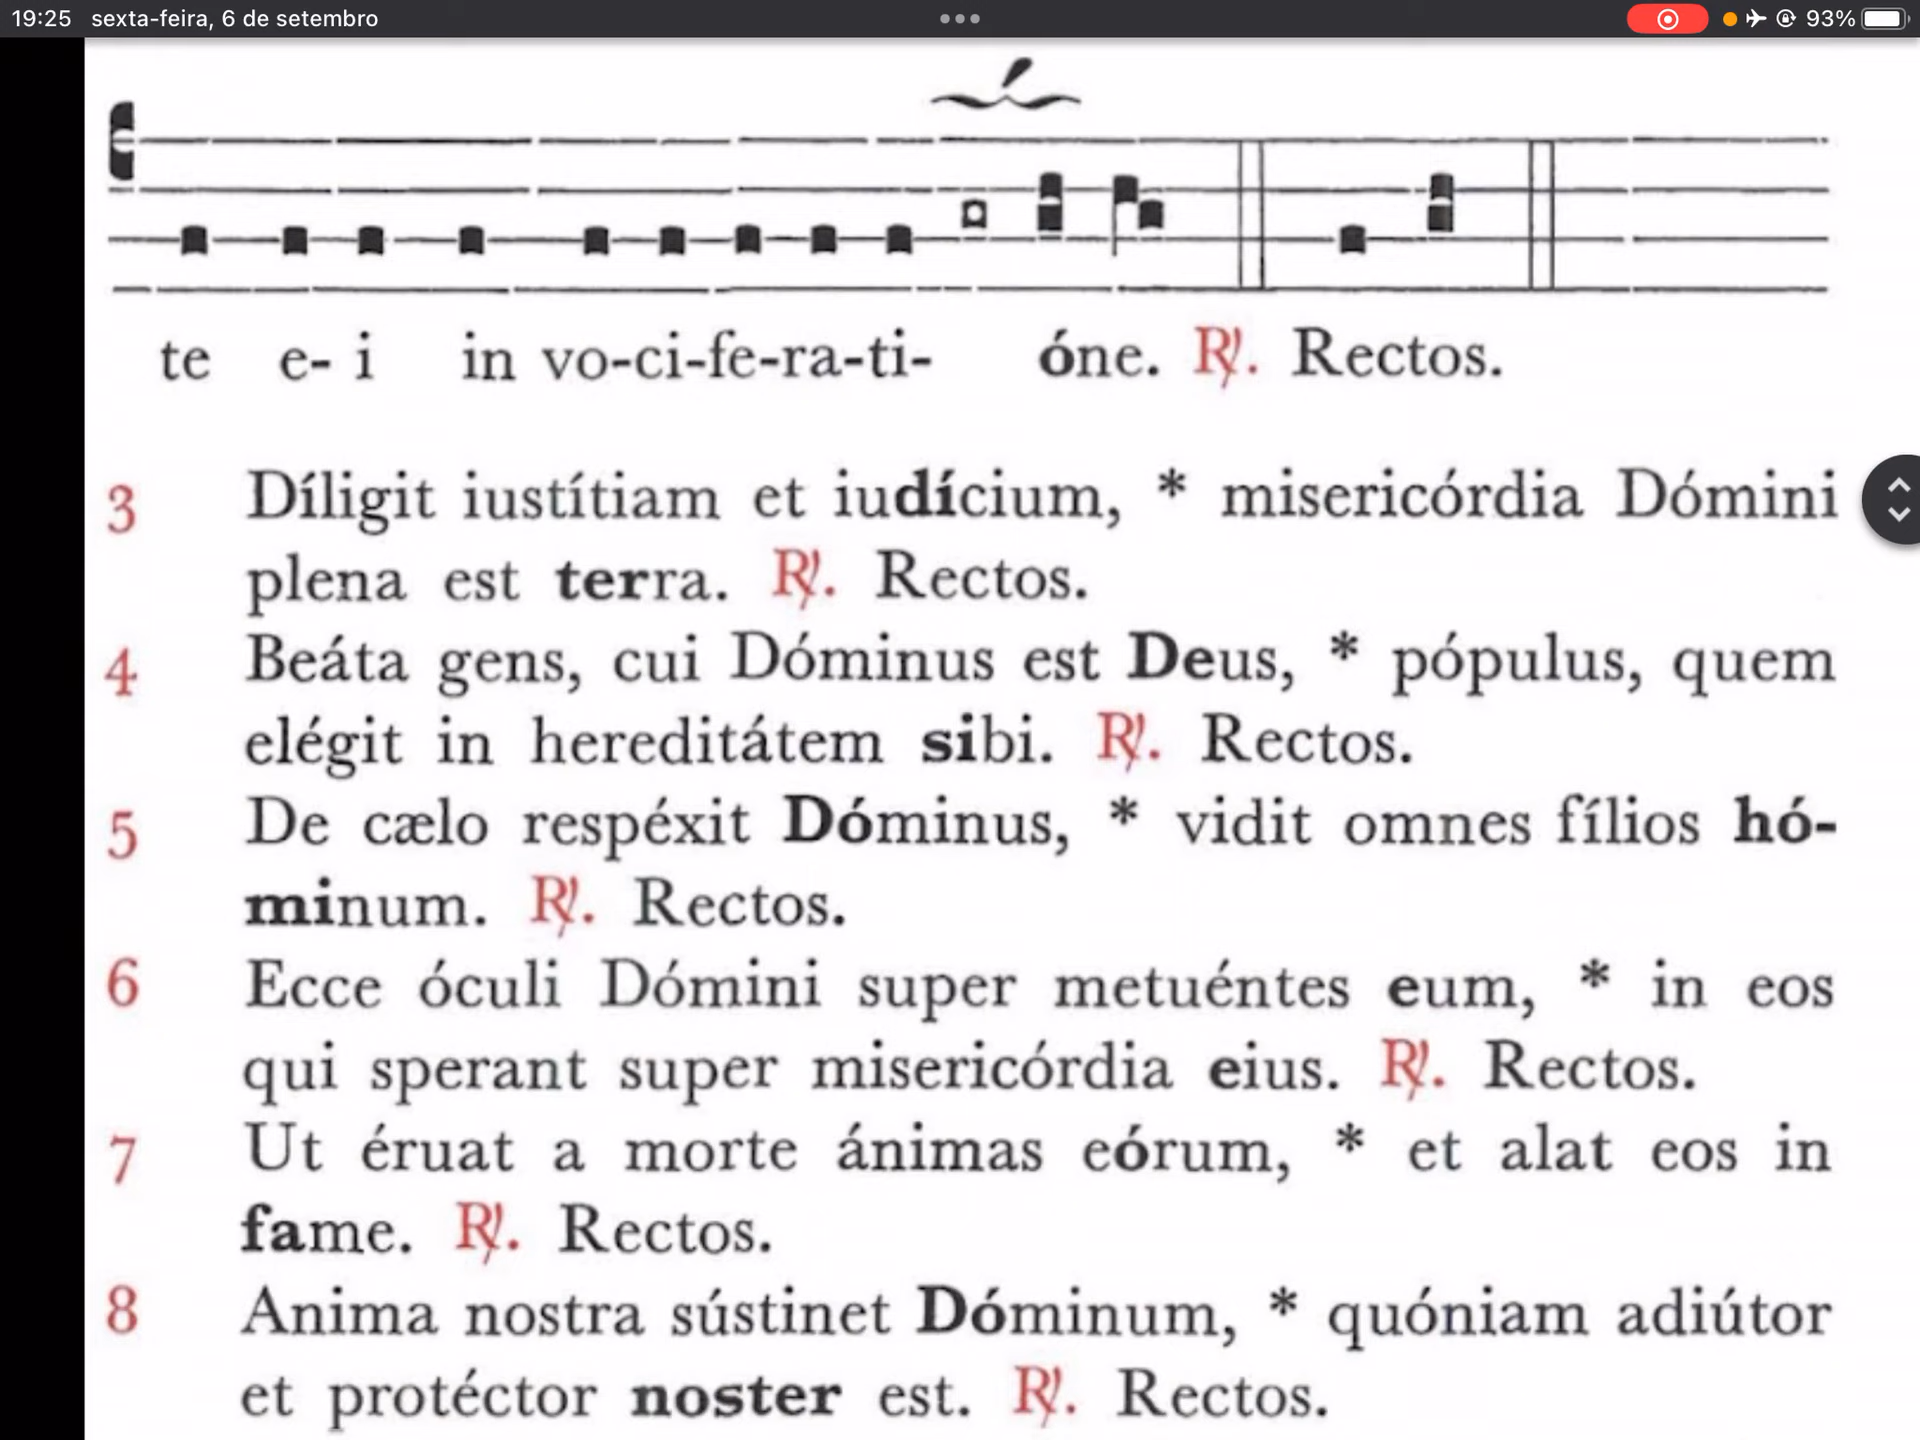 19:25 sexta-feira, 6 de setembro 93%
te e- i in vo-ci-fe-ra-ti- óne. ℟. Rectos.
3 Díligit iustítiam et iudícium, * misericórdia Dómini
plena est terra. ℟. Rectos.
4 Beáta gens, cui Dóminus est Deus, * pópulus, quem
elégit in hereditátem sibi. ℟. Rectos.
5 De cælo respéxit Dóminus, * vidit omnes fílios hó-
minum. ℟. Rectos.
6 Ecce óculi Dómini super metuéntes eum, * in eos
qui sperant super misericórdia eius. ℟. Rectos.
7 Ut éruat a morte ánimas eórum, * et alat eos in
fame. ℟. Rectos.
8 Anima nostra sústinet Dóminum, * quóniam adiútor
et protéctor noster est. ℟. Rectos.